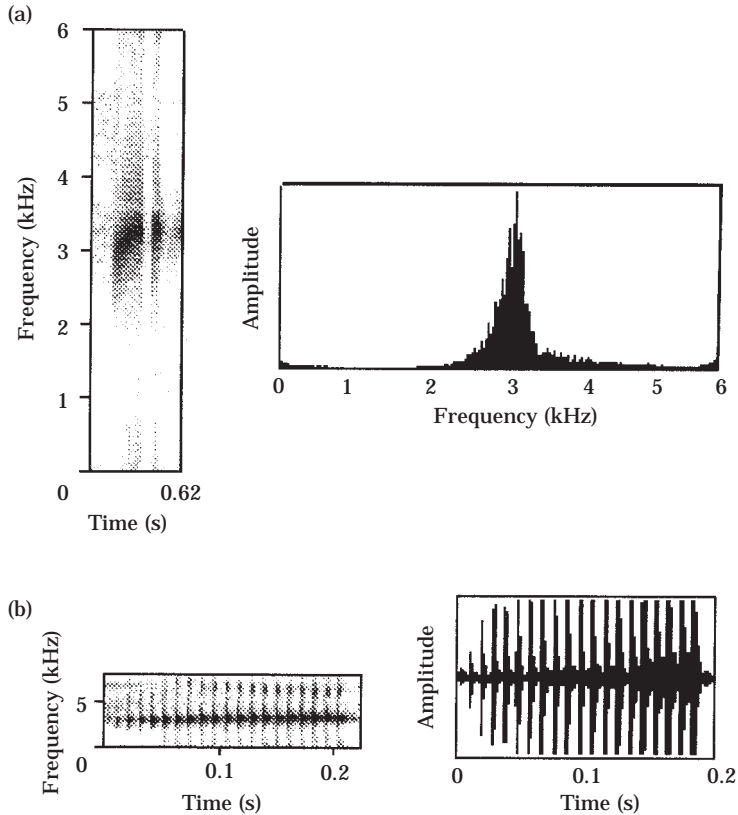 (a)
6
5
4
3
2
1
0
Frequency (kHz)
0.62
Time (s)
Amplitude
0 1 2 3 4 5 6
Frequency (kHz)
(b)
Frequency (kHz)
5
0
0.1 0.2
Time (s)
Amplitude
0 0.1 0.2
Time (s)